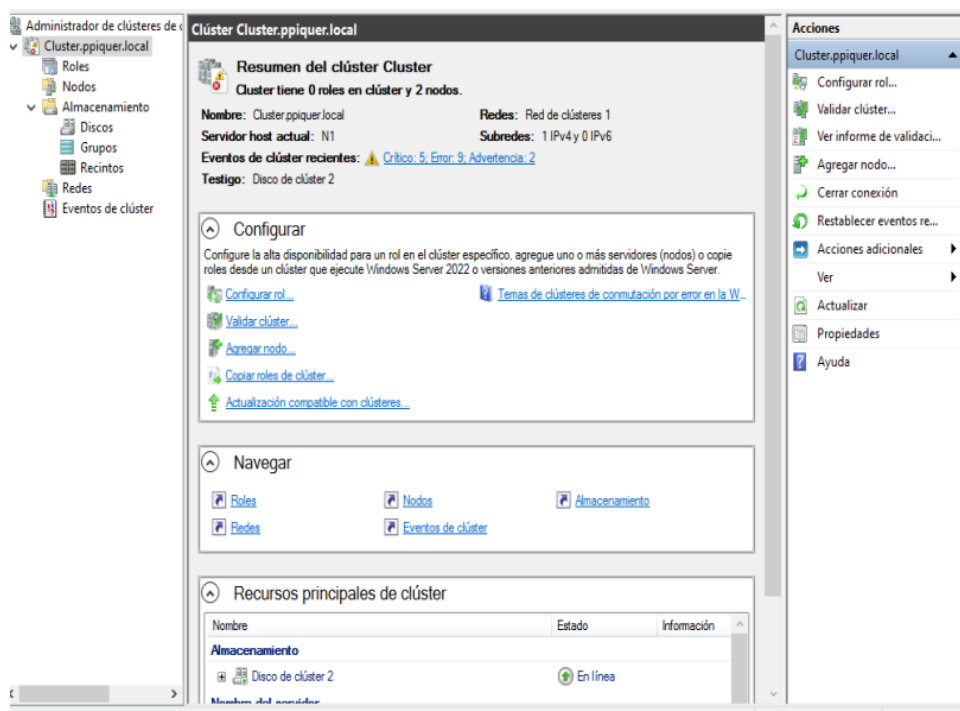 Administrador de clústeres de c
Cluster.ppiquer.local
Roles
Nodos
Almacenamiento
Discos
Grupos
Recintos
Redes
Eventos de clúster
Clúster Cluster.ppiquer.local
Resumen del clúster Cluster
Cluster tiene 0 roles en clúster y 2 nodos.
Nombre: Cluster.ppiquer.local
Redes: Red de clústeres 1
Servidor host actual: N1
Subredes: 1 IPv4 y 0 IPv6
Eventos de clúster recientes: Crítico: 5; Error: 9; Advertencia: 2
Testigo: Disco de clúster 2
Configurar
Configure la alta disponibilidad para un rol en el clúster específico, agregue uno o más servidores (nodos) o copie
roles desde un clúster que ejecute Windows Server 2022 o versiones anteriores admitidas de Windows Server.
Configurar rol...
Temas de clústeres de conmutación por error en la W...
Validar clúster...
Agregar nodo...
Copiar roles de clúster...
Actualización compatible con clústeres...
Navegar
Roles
Nodos
Almacenamiento
Redes
Eventos de clúster
Recursos principales de clúster
Nombre
Estado
Información
Almacenamiento
Disco de clúster 2
En línea
Nombre del servidor
Acciones
Cluster.ppiquer.local
Configurar rol...
Validar clúster...
Ver informe de validaci...
Agregar nodo...
Cerrar conexión
Restablecer eventos re...
Acciones adicionales
Ver
Actualizar
Propiedades
Ayuda